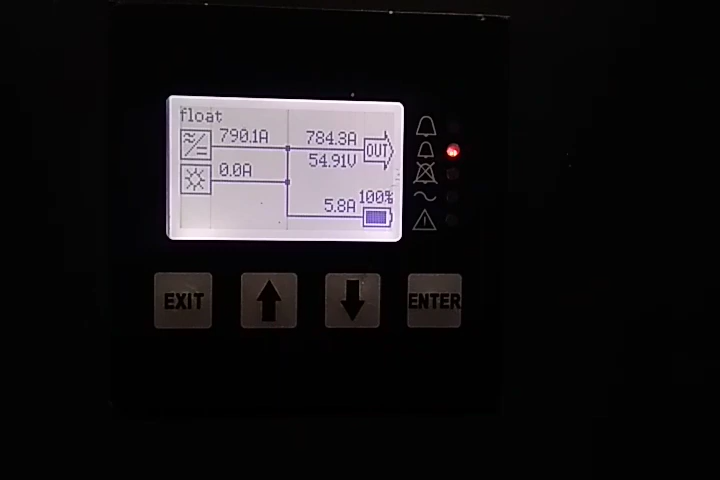 float
790.1A 784.3A OUT
54.91V
0.0A
100%
5.8A
EXIT ENTER